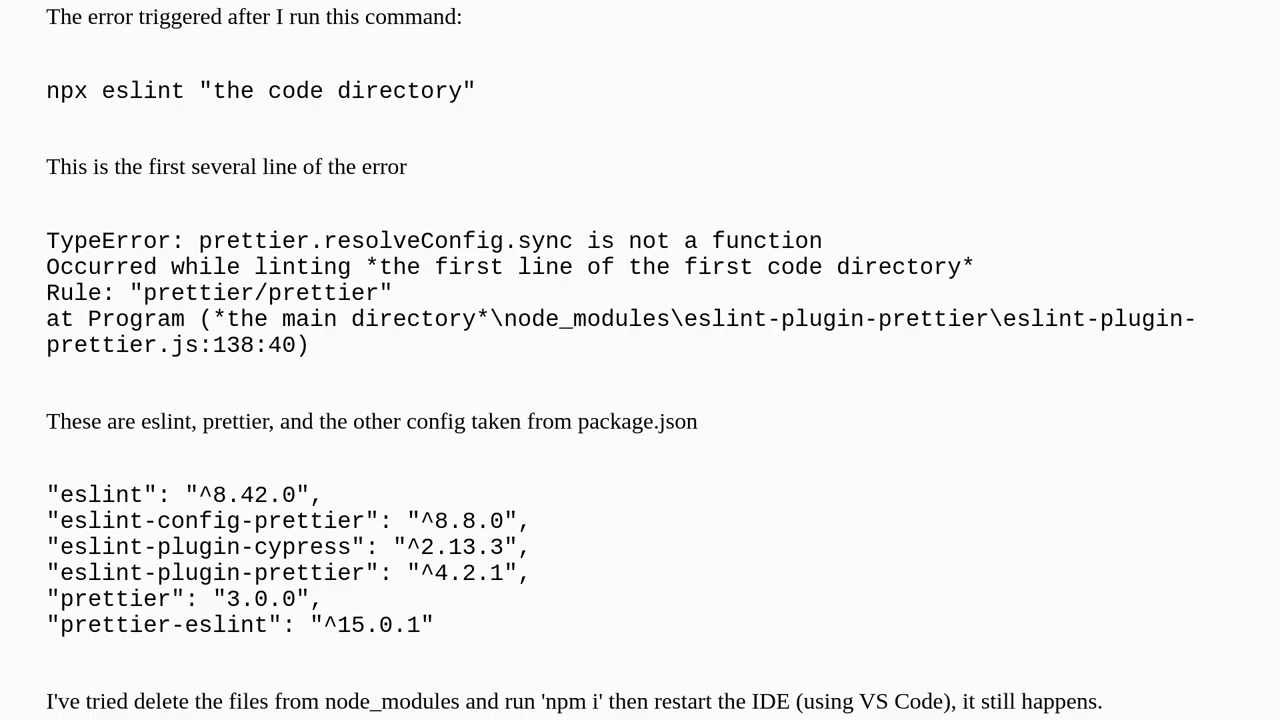 The error triggered after I run this command:
npx eslint "the code directory"
This is the first several line of the error
TypeError: prettier.resolveConfig.sync is not a function
Occurred while linting *the first line of the first code directory*
Rule: "prettier/prettier"
at Program (*the main directory*\node_modules\eslint-plugin-prettier\eslint-plugin-
prettier.js:138:40)
These are eslint, prettier, and the other config taken from package.json
"eslint": "^8.42.0",
"eslint-config-prettier": "^8.8.0",
"eslint-plugin-cypress": "^2.13.3",
"eslint-plugin-prettier": "^4.2.1",
"prettier": "3.0.0",
"prettier-eslint": "^15.0.1"
I've tried delete the files from node_modules and run 'npm i' then restart the IDE (using VS Code), it still happens.